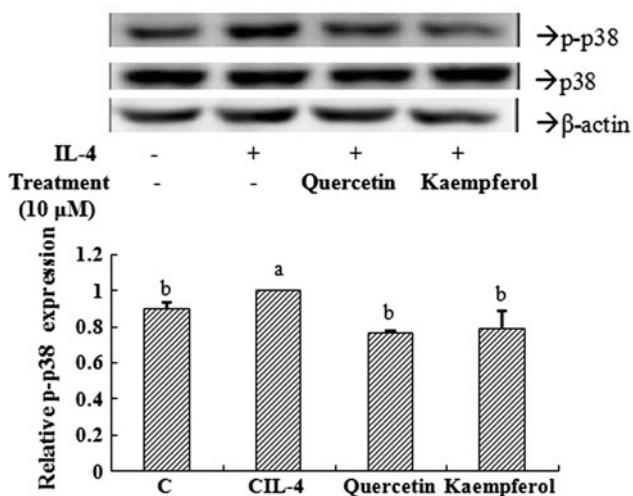 →p-p38
→p38
→β-actin
IL-4 - + + +
Treatment - - Quercetin Kaempferol
(10 µM)
Relative p-p38 expression
1.2
1
0.8
0.6
0.4
0.2
0
b
a
b
b
C CIL-4 Quercetin Kaempferol